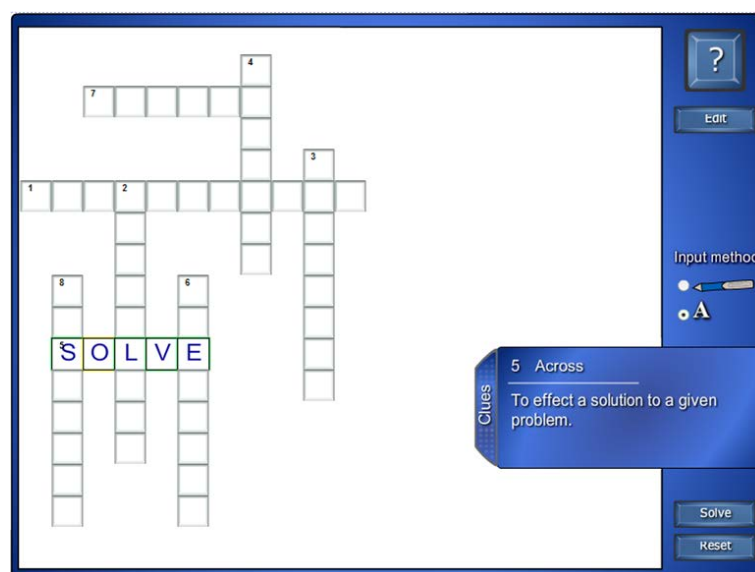 4
?
7
Edit
3
1 2
Input method
8 6
A
5 S O L V E
5 Across
Clues
To effect a solution to a given
problem.
Solve
Reset